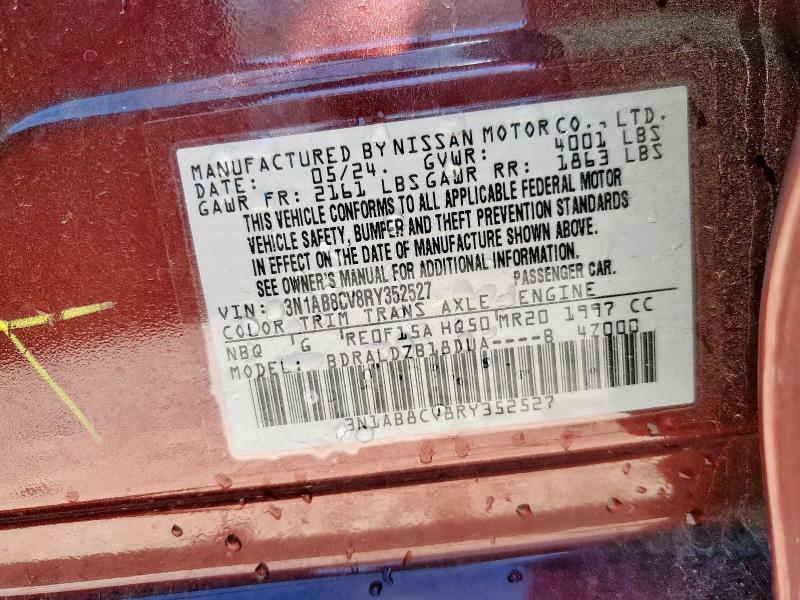 MANUFACTURED BY NISSAN MOTOR CO., LTD.
DATE: 05/24. GVWR: 4001 LBS
GAWR FR: 2161 LBS GAWR RR: 1863 LBS
THIS VEHICLE CONFORMS TO ALL APPLICABLE FEDERAL MOTOR
VEHICLE SAFETY, BUMPER AND THEFT PREVENTION STANDARDS
IN EFFECT ON THE DATE OF MANUFACTURE SHOWN ABOVE.
SEE OWNER'S MANUAL FOR ADDITIONAL INFORMATION.
VIN: 3N1AB8CV8RY352527 PASSENGER CAR.
COLOR TRIM TRANS AXLE ENGINE
NBQ G RE0F15A HQ50 MR20 1997 CC
MODEL: BDRALDZB18DUA----B 47000
3N1AB8CV8RY352527